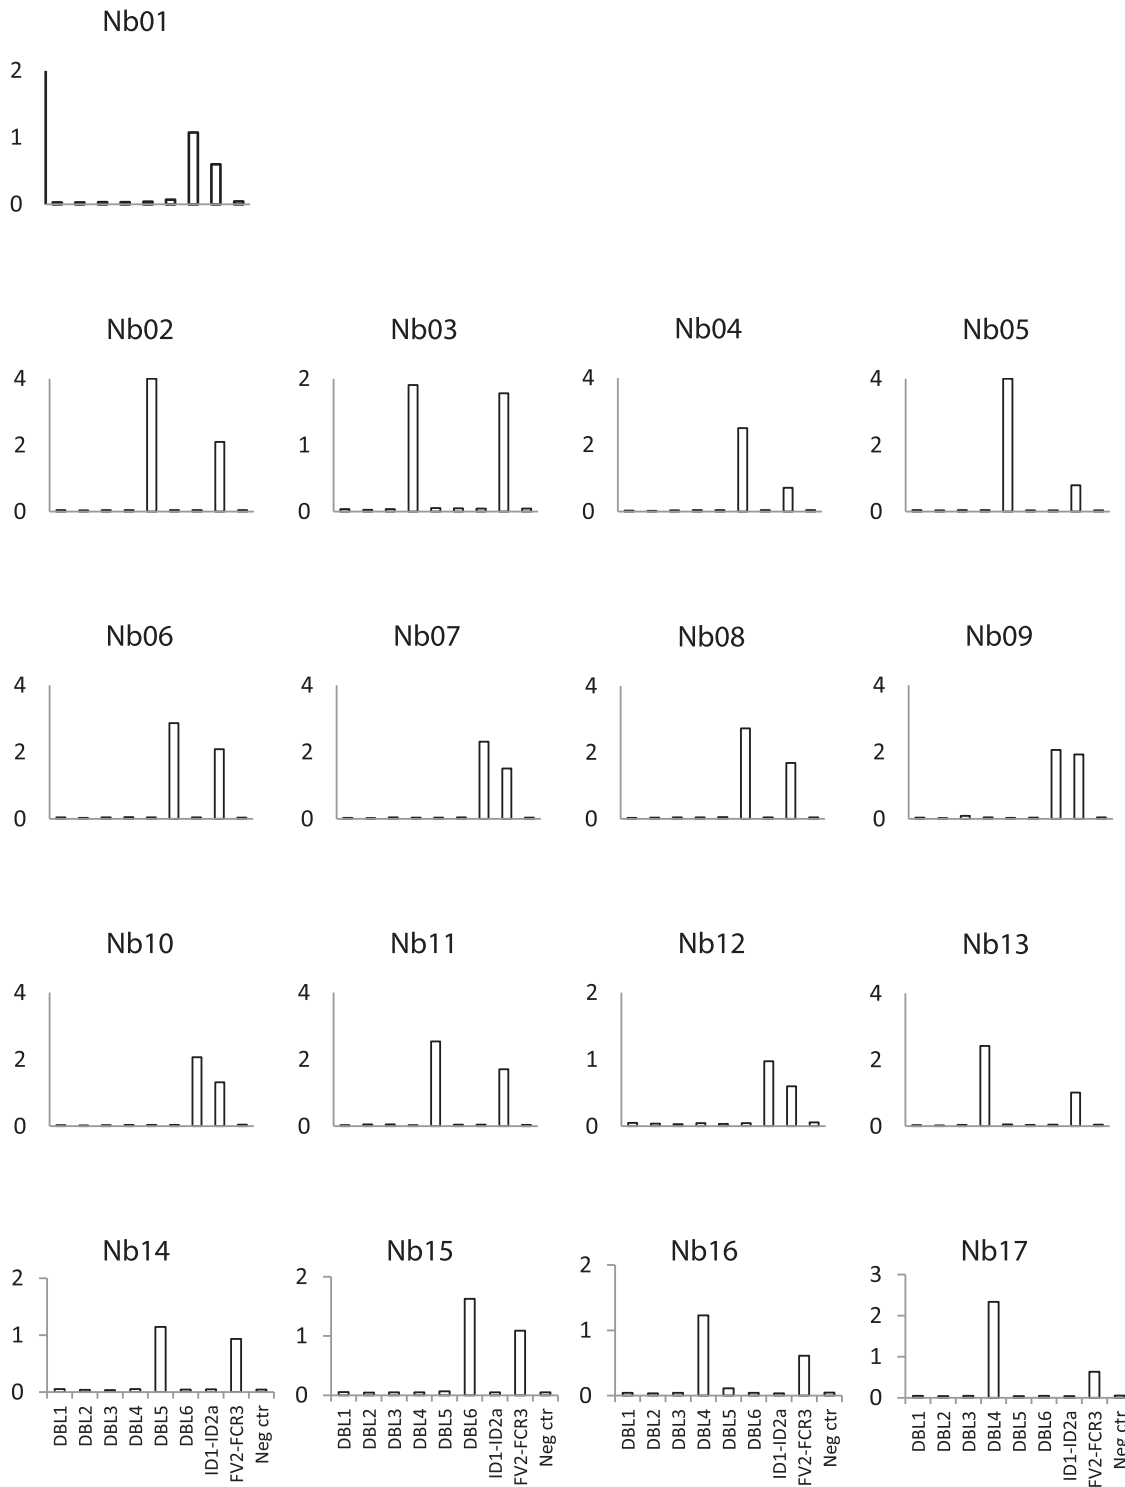 Nb01
2
1
0
Nb02 Nb03 Nb04 Nb05
4 2 4 4
2 1 2 2
0 0 0 0
Nb06 Nb07 Nb08 Nb09
4 4 4 4
2 2 2 2
0 0 0 0
Nb10 Nb11 Nb12 Nb13
4 4 2 4
2 2 1 2
0 0 0 0
Nb14 Nb15 Nb16 Nb17
2 2 2 3
2
1 1 1 1
0 0 0 0
DBL1 DBL2 DBL3 DBL4 DBL5 DBL6 ID1-ID2a FV2-FCR3 Neg ctr
DBL1 DBL2 DBL3 DBL4 DBL5 DBL6 ID1-ID2a FV2-FCR3 Neg ctr
DBL1 DBL2 DBL3 DBL4 DBL5 DBL6 ID1-ID2a FV2-FCR3 Neg ctr
DBL1 DBL2 DBL3 DBL4 DBL5 DBL6 ID1-ID2a FV2-FCR3 Neg ctr